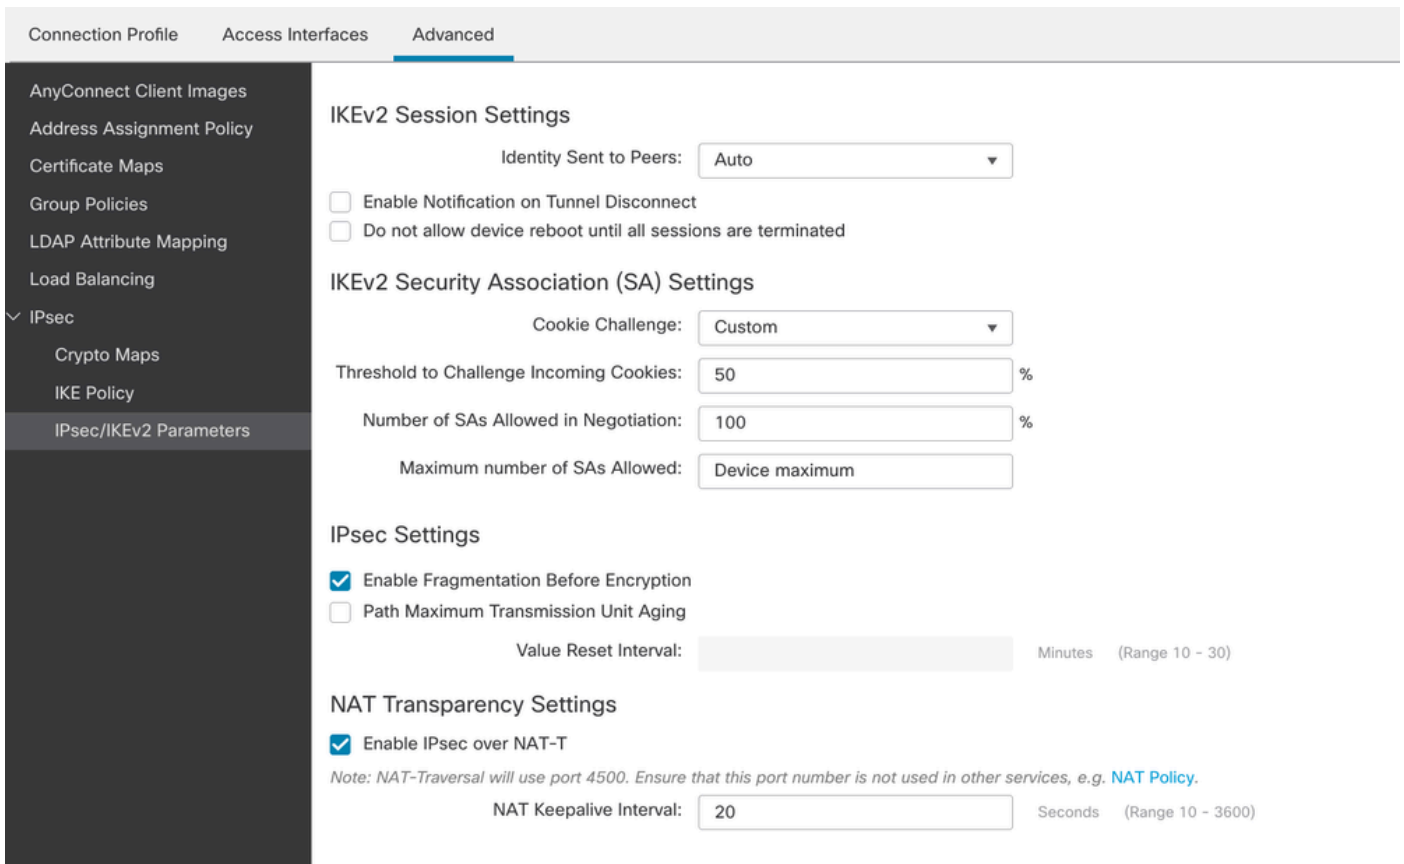 Connection Profile Access Interfaces Advanced
AnyConnect Client Images
Address Assignment Policy
Certificate Maps
Group Policies
LDAP Attribute Mapping
Load Balancing
IPsec
Crypto Maps
IKE Policy
IPsec/IKEv2 Parameters
IKEv2 Session Settings
Identity Sent to Peers: Auto
Enable Notification on Tunnel Disconnect
Do not allow device reboot until all sessions are terminated
IKEv2 Security Association (SA) Settings
Cookie Challenge: Custom
Threshold to Challenge Incoming Cookies: 50 %
Number of SAs Allowed in Negotiation: 100 %
Maximum number of SAs Allowed: Device maximum
IPsec Settings
Enable Fragmentation Before Encryption
Path Maximum Transmission Unit Aging
Value Reset Interval: Minutes (Range 10 - 30)
NAT Transparency Settings
Enable IPsec over NAT-T
Note: NAT-Traversal will use port 4500. Ensure that this port number is not used in other services, e.g. NAT Policy.
NAT Keepalive Interval: 20 Seconds (Range 10 - 3600)